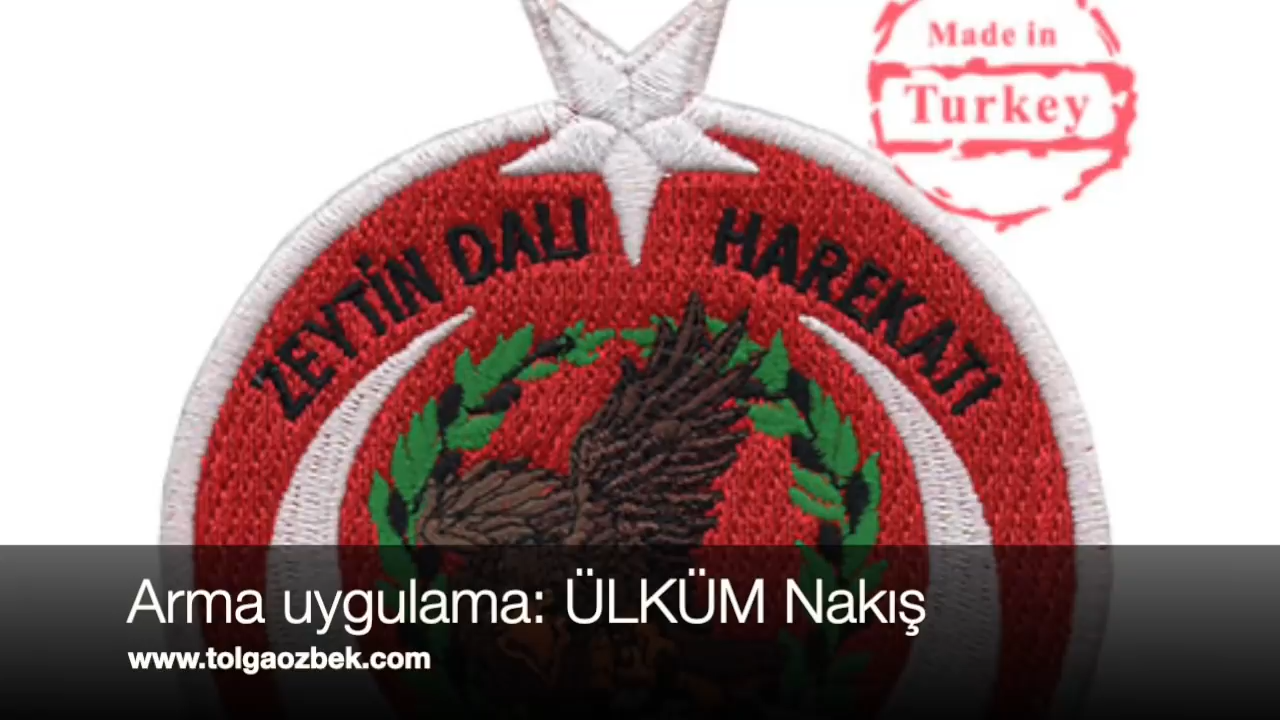 Made in
Turkey
ZEYTİN DALI HAREKATI
Arma uygulama: ÜLKÜM Nakış
www.tolgaozbek.com